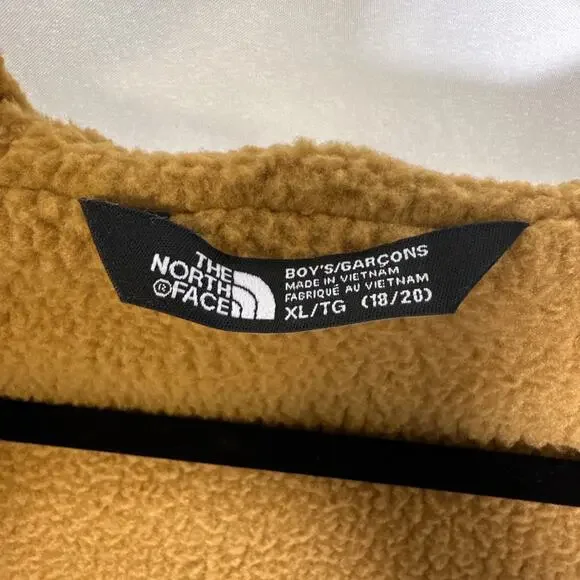 THE
NORTH
®FACE
BOY'S/GARÇONS
MADE IN VIETNAM
FABRIQUÉ AU VIETNAM
XL/TG (18/20)